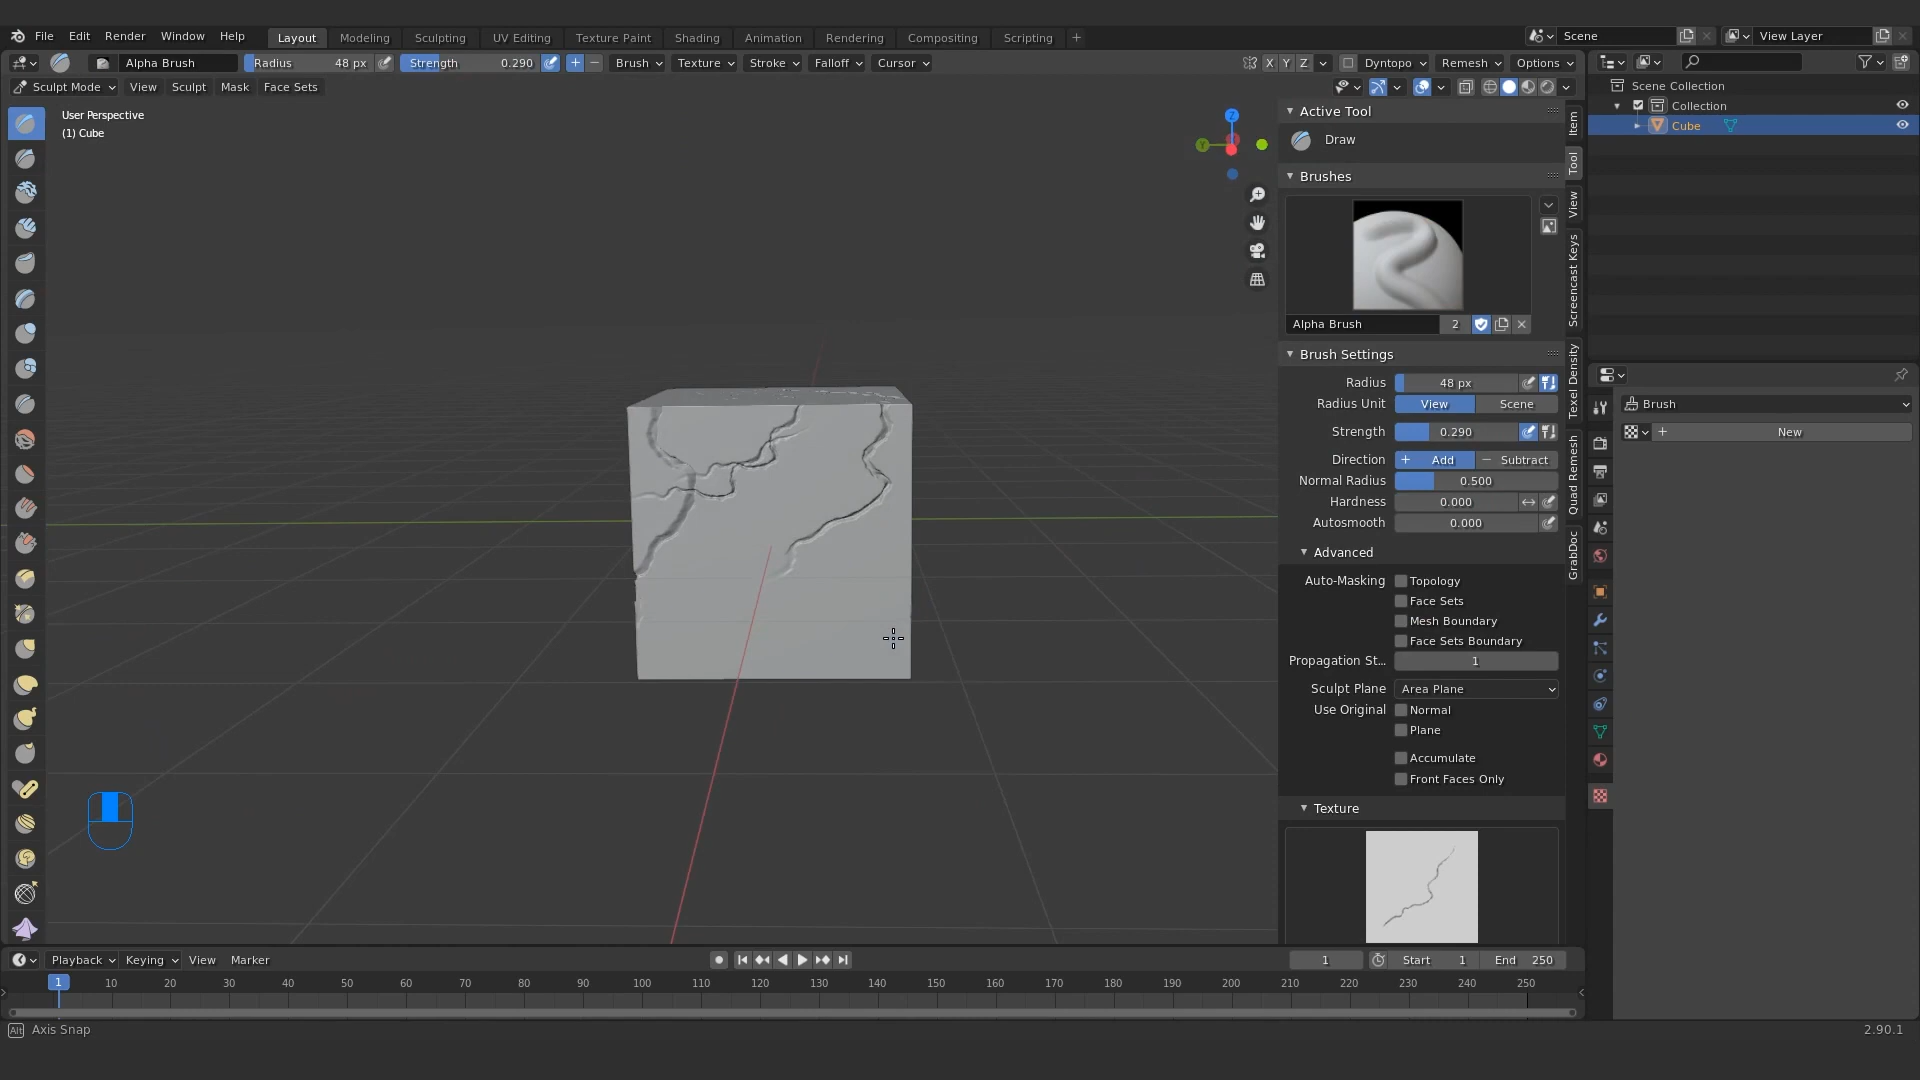 File Edit Render Window Help Layout Modeling Sculpting UV Editing Texture Paint Shading Animation Rendering Compositing Scripting + Scene View Layer
Alpha Brush Radius 48 px Strength 0.290 Brush Texture Stroke Falloff Cursor X Y Z Dyntopo Remesh Options
Sculpt Mode View Sculpt Mask Face Sets
User Perspective
(1) Cube
Z
Y
Active Tool
Draw
Brushes
Alpha Brush 2
Brush Settings
Radius 48 px
Radius Unit View Scene
Strength 0.290
Direction + Add − Subtract
Normal Radius 0.500
Hardness 0.000
Autosmooth 0.000
Advanced
Auto-Masking Topology
Face Sets
Mesh Boundary
Face Sets Boundary
Propagation St... 1
Sculpt Plane Area Plane
Use Original Normal
Plane
Accumulate
Front Faces Only
Texture
Item
Tool
View
Screencast Keys
Texel Density
Quad Remesh
GrabDoc
Scene Collection
Collection
Cube
Brush
+ New
Playback Keying View Marker 1 Start 1 End 250
1 10 20 30 40 50 60 70 80 90 100 110 120 130 140 150 160 170 180 190 200 210 220 230 240 250
Alt Axis Snap 2.90.1